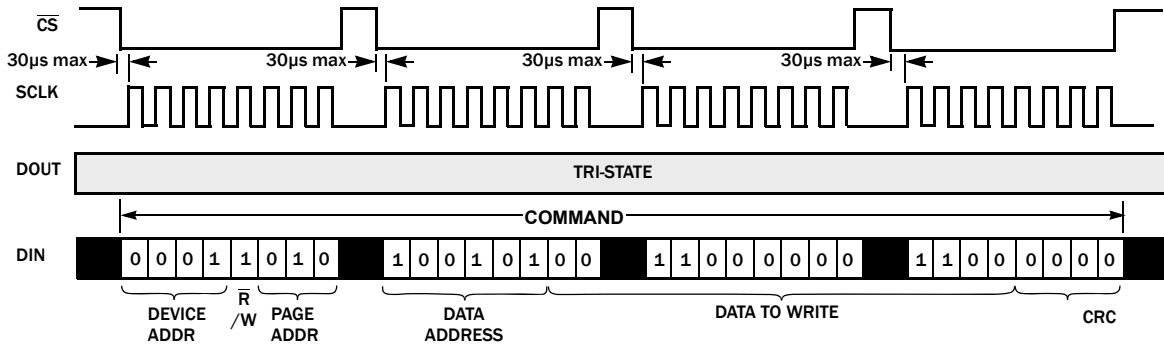 CS
30µs max 30µs max 30µs max 30µs max
SCLK
DOUT TRI-STATE
COMMAND
DIN 0 0 0 1 1 0 1 0 1 0 0 1 0 1 0 0 1 1 0 0 0 0 0 0 1 1 0 0 0 0 0 0
DEVICE ADDR R /W PAGE ADDR DATA ADDRESS DATA TO WRITE CRC